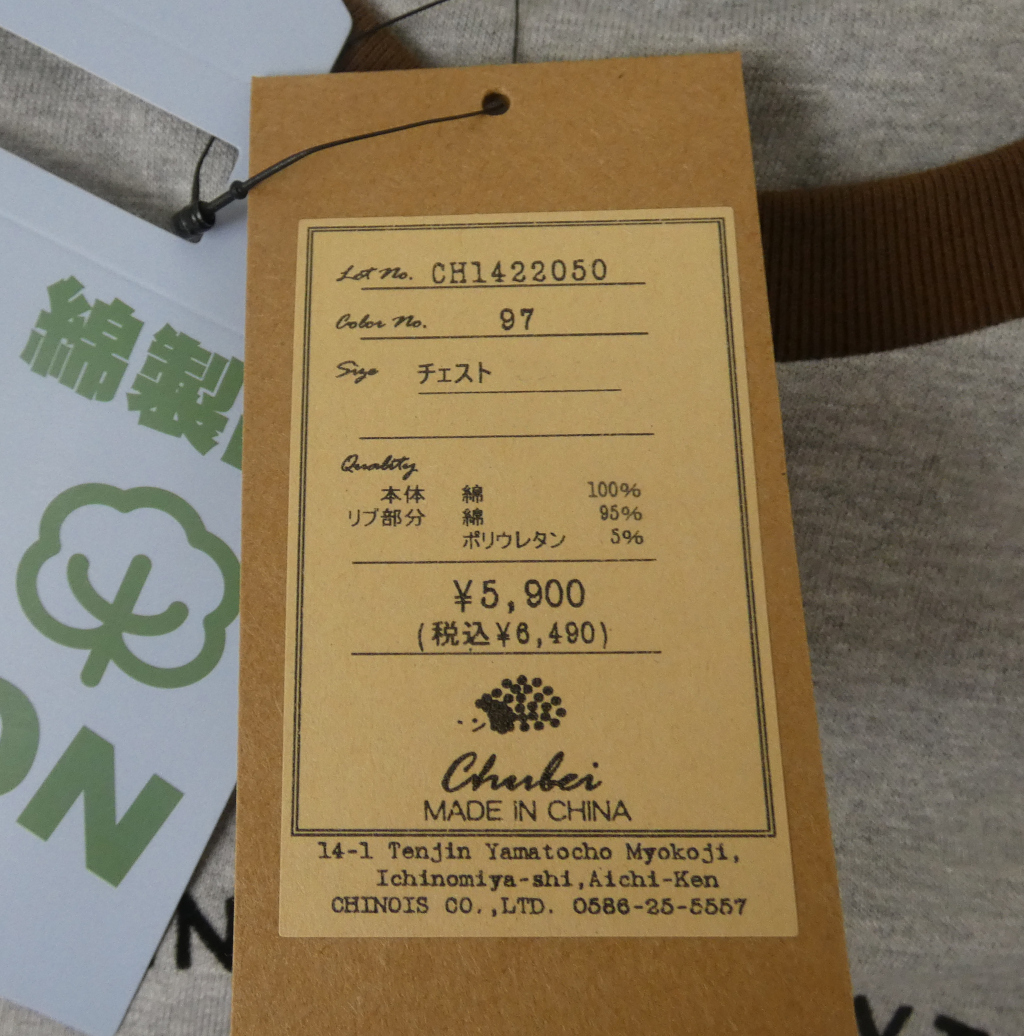 Lot No. CH1422050
Color No. 97
Size チェスト
Quality
本体 綿 100%
リブ部分 綿 95%
ポリウレタン 5%
¥5,900
(税込¥6,490)
Chubei
MADE iN CHINA
14-1 Tenjin Yamatocho Myokoji,
Ichinomiya-shi,Aichi-Ken
CHINOIS CO.,LTD. 0586-25-5557
綿製
ON